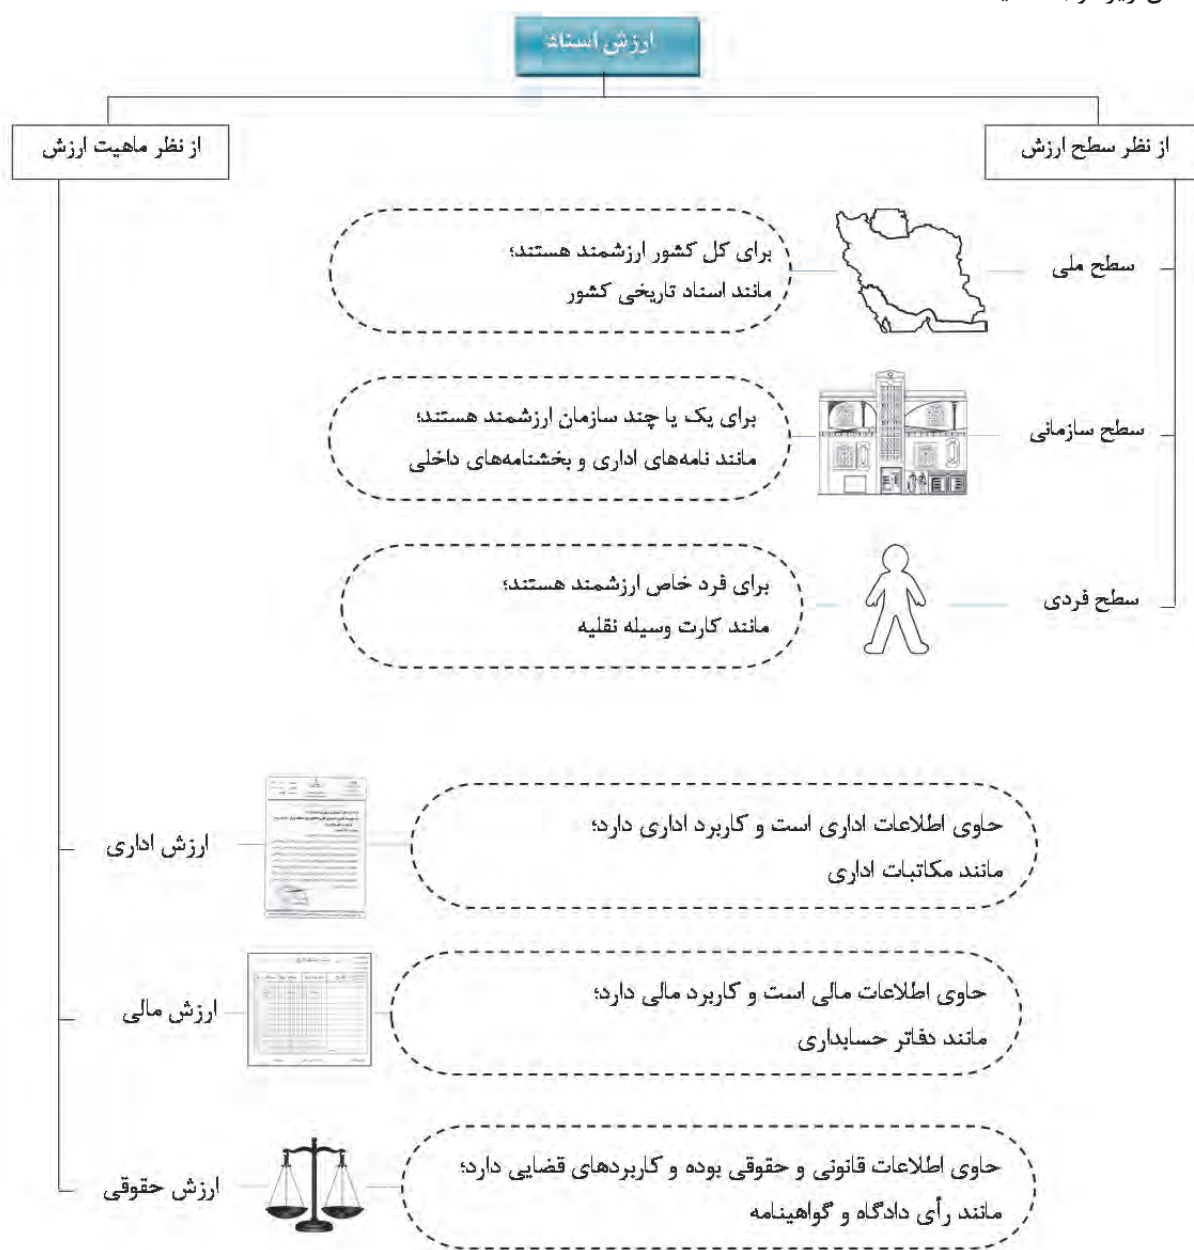 ارزش اسناد
از نظر سطح ارزش
از نظر ماهیت ارزش
سطح ملی
برای کل کشور ارزشمند هستند؛
مانند اسناد تاریخی کشور
سطح سازمانی
برای یک یا چند سازمان ارزشمند هستند؛
مانند نامه‌های اداری و بخشنامه‌های داخلی
سطح فردی
برای فرد خاص ارزشمند هستند؛
مانند کارت وسیله نقلیه
ارزش اداری
حاوی اطلاعات اداری است و کاربرد اداری دارد؛
مانند مکاتبات اداری
ارزش مالی
حاوی اطلاعات مالی است و کاربرد مالی دارد؛
مانند دفاتر حسابداری
ارزش حقوقی
حاوی اطلاعات قانونی و حقوقی بوده و کاربردهای قضایی دارد؛
مانند رأی دادگاه و گواهینامه